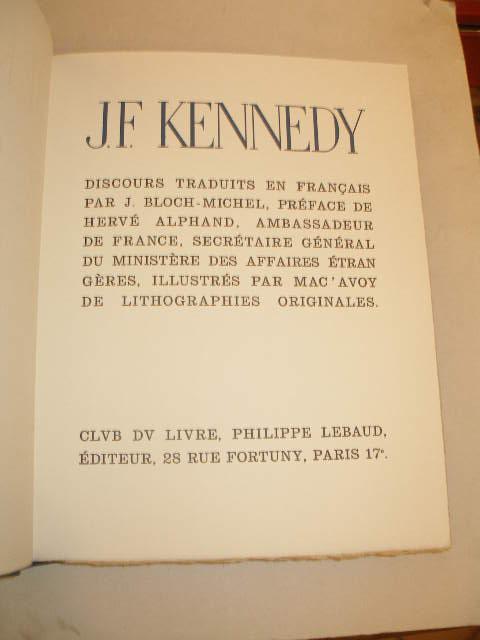 J.F. KENNEDY
DISCOURS TRADUITS EN FRANÇAIS
PAR J. BLOCH-MICHEL, PRÉFACE DE
HERVÉ ALPHAND, AMBASSADEUR
DE FRANCE, SECRÉTAIRE GÉNÉRAL
DU MINISTÈRE DES AFFAIRES ÉTRAN
GÈRES, ILLUSTRÉS PAR MAC'AVOY
DE LITHOGRAPHIES ORIGINALES.
CLVB DV LIVRE, PHILIPPE LEBAUD,
ÉDITEUR, 28 RUE FORTUNY, PARIS 17e.